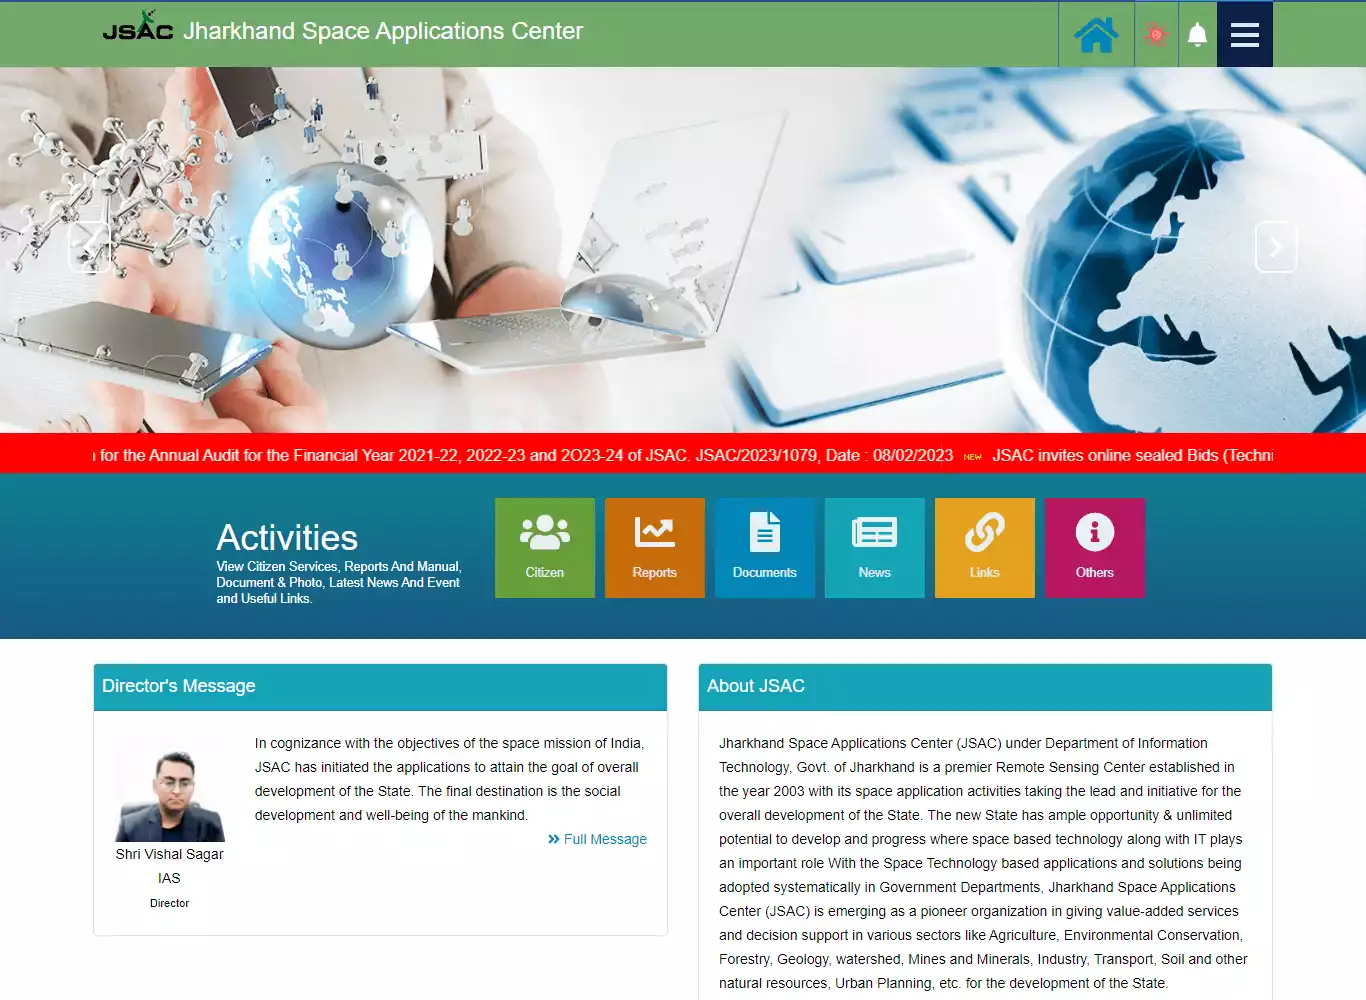 JSAC Jharkhand Space Applications Center
for the Annual Audit for the Financial Year 2021-22, 2022-23 and 2O23-24 of JSAC. JSAC/2023/1079, Date : 08/02/2023 NEW JSAC invites online sealed Bids
Activities
View Citizen Services, Reports And Manual,
Document & Photo, Latest News And Event
and Useful Links.
Citizen
Reports
Documents
News
Links
Others
Director's Message
In cognizance with the objectives of the space mission of India,
JSAC has initiated the applications to attain the goal of overall
development of the State. The final destination is the social
development and well-being of the mankind.
Full Message
Shri Vishal Sagar
IAS
Director
About JSAC
Jharkhand Space Applications Center (JSAC) under Department of Information
Technology, Govt. of Jharkhand is a premier Remote Sensing Center established in
the year 2003 with its space application activities taking the lead and initiative for the
overall development of the State. The new State has ample opportunity & unlimited
potential to develop and progress where space based technology along with IT plays
an important role With the Space Technology based applications and solutions being
adopted systematically in Government Departments, Jharkhand Space Applications
Center (JSAC) is emerging as a pioneer organization in giving value-added services
and decision support in various sectors like Agriculture, Environmental Conservation,
Forestry, Geology, watershed, Mines and Minerals, Industry, Transport, Soil and other
natural resources, Urban Planning, etc. for the development of the State.